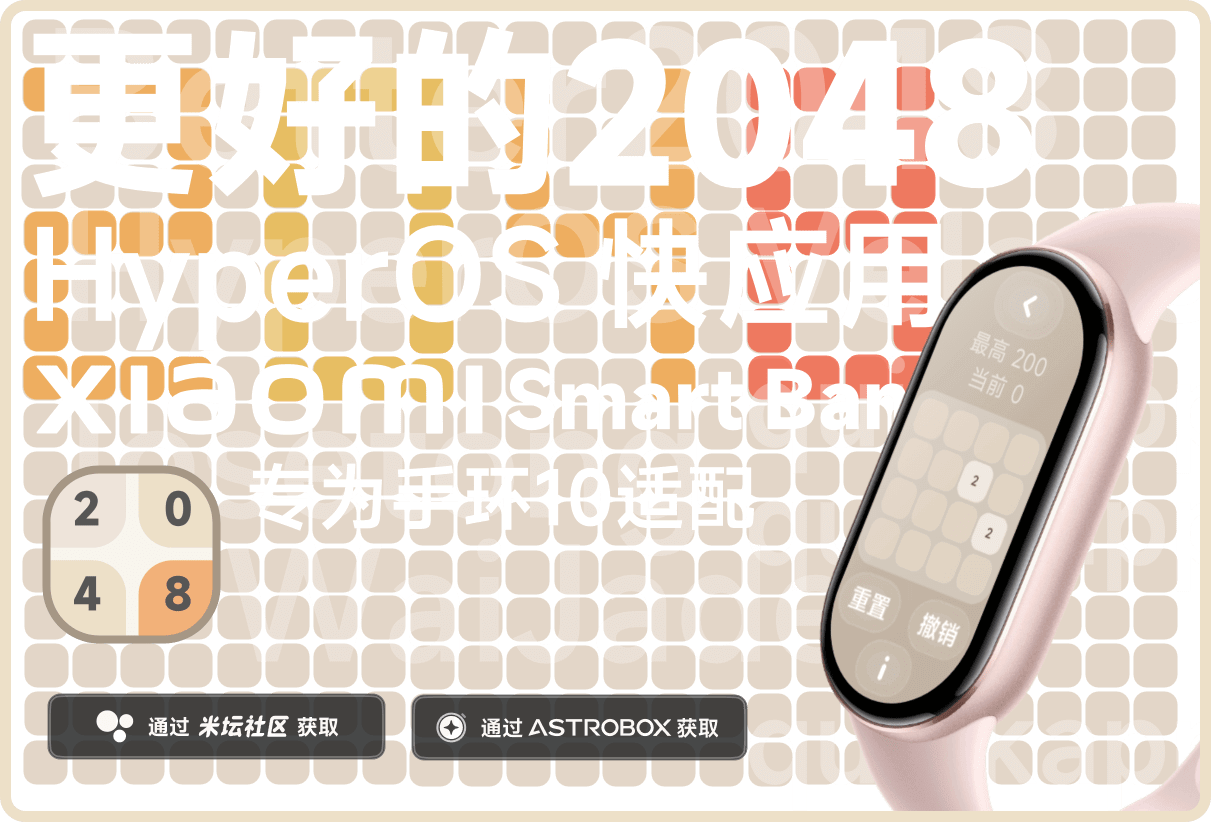 更好的2048
HyperOS 快应用
xiaomi Smart Ban
专为手环10适配
2 0
4 8
通过 米坛社区 获取
通过 ASTROBOX 获取
最高 200
当前 0
2
2
重置
撤销
i
WaiJade